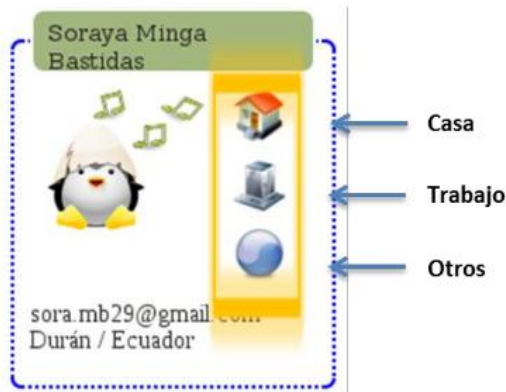 Soraya Minga
Bastidas
Casa
Trabajo
Otros
sora.mb29@gmail.com
Durán / Ecuador